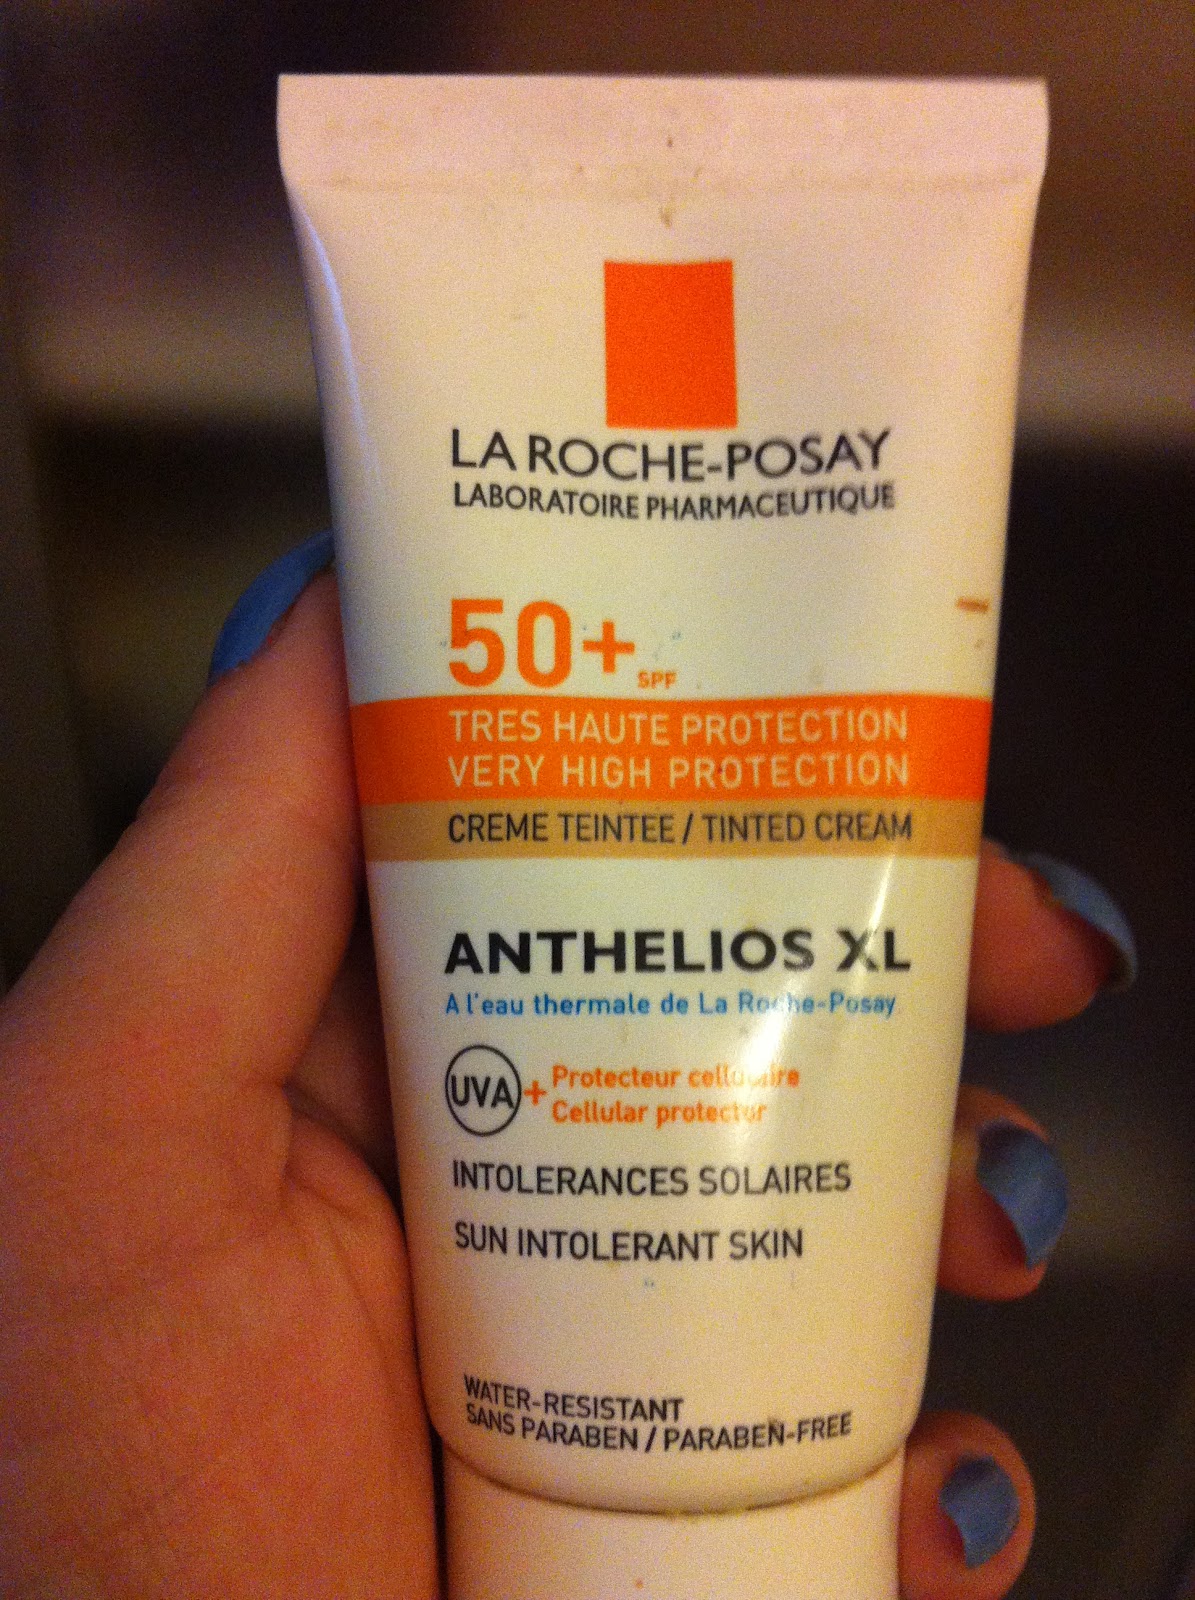 LA ROCHE-POSAY
LABORATOIRE PHARMACEUTIQUE
50+ SPF
TRES HAUTE PROTECTION
VERY HIGH PROTECTION
CREME TEINTEE / TINTED CREAM
ANTHELIOS XL
A l'eau thermale de La Roche-Posay
UVA + Protecteur cellulaire
Cellular protector
INTOLERANCES SOLAIRES
SUN INTOLERANT SKIN
WATER-RESISTANT
SANS PARABEN / PARABEN-FREE